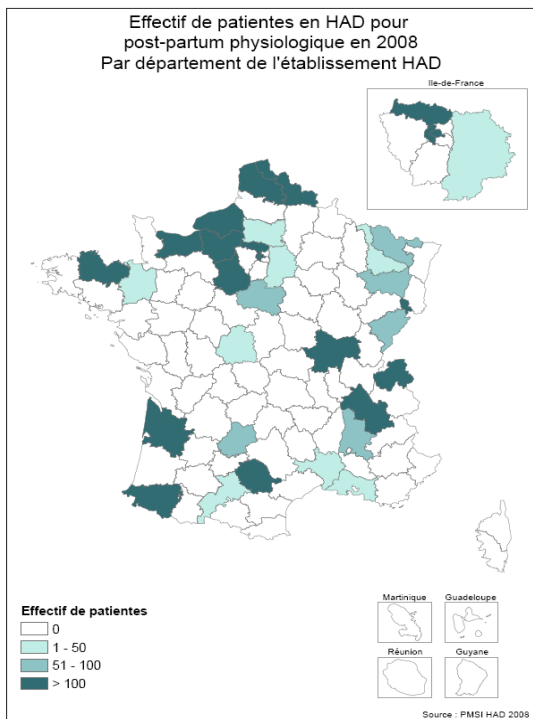 Effectif de patientes en HAD pour
post-partum physiologique en 2008
Par département de l'établissement HAD
Ile-de-France
Effectif de patientes
0
1 - 50
51 - 100
> 100
Martinique
Guadeloupe
Réunion
Guyane
Source : PMSI HAD 2008